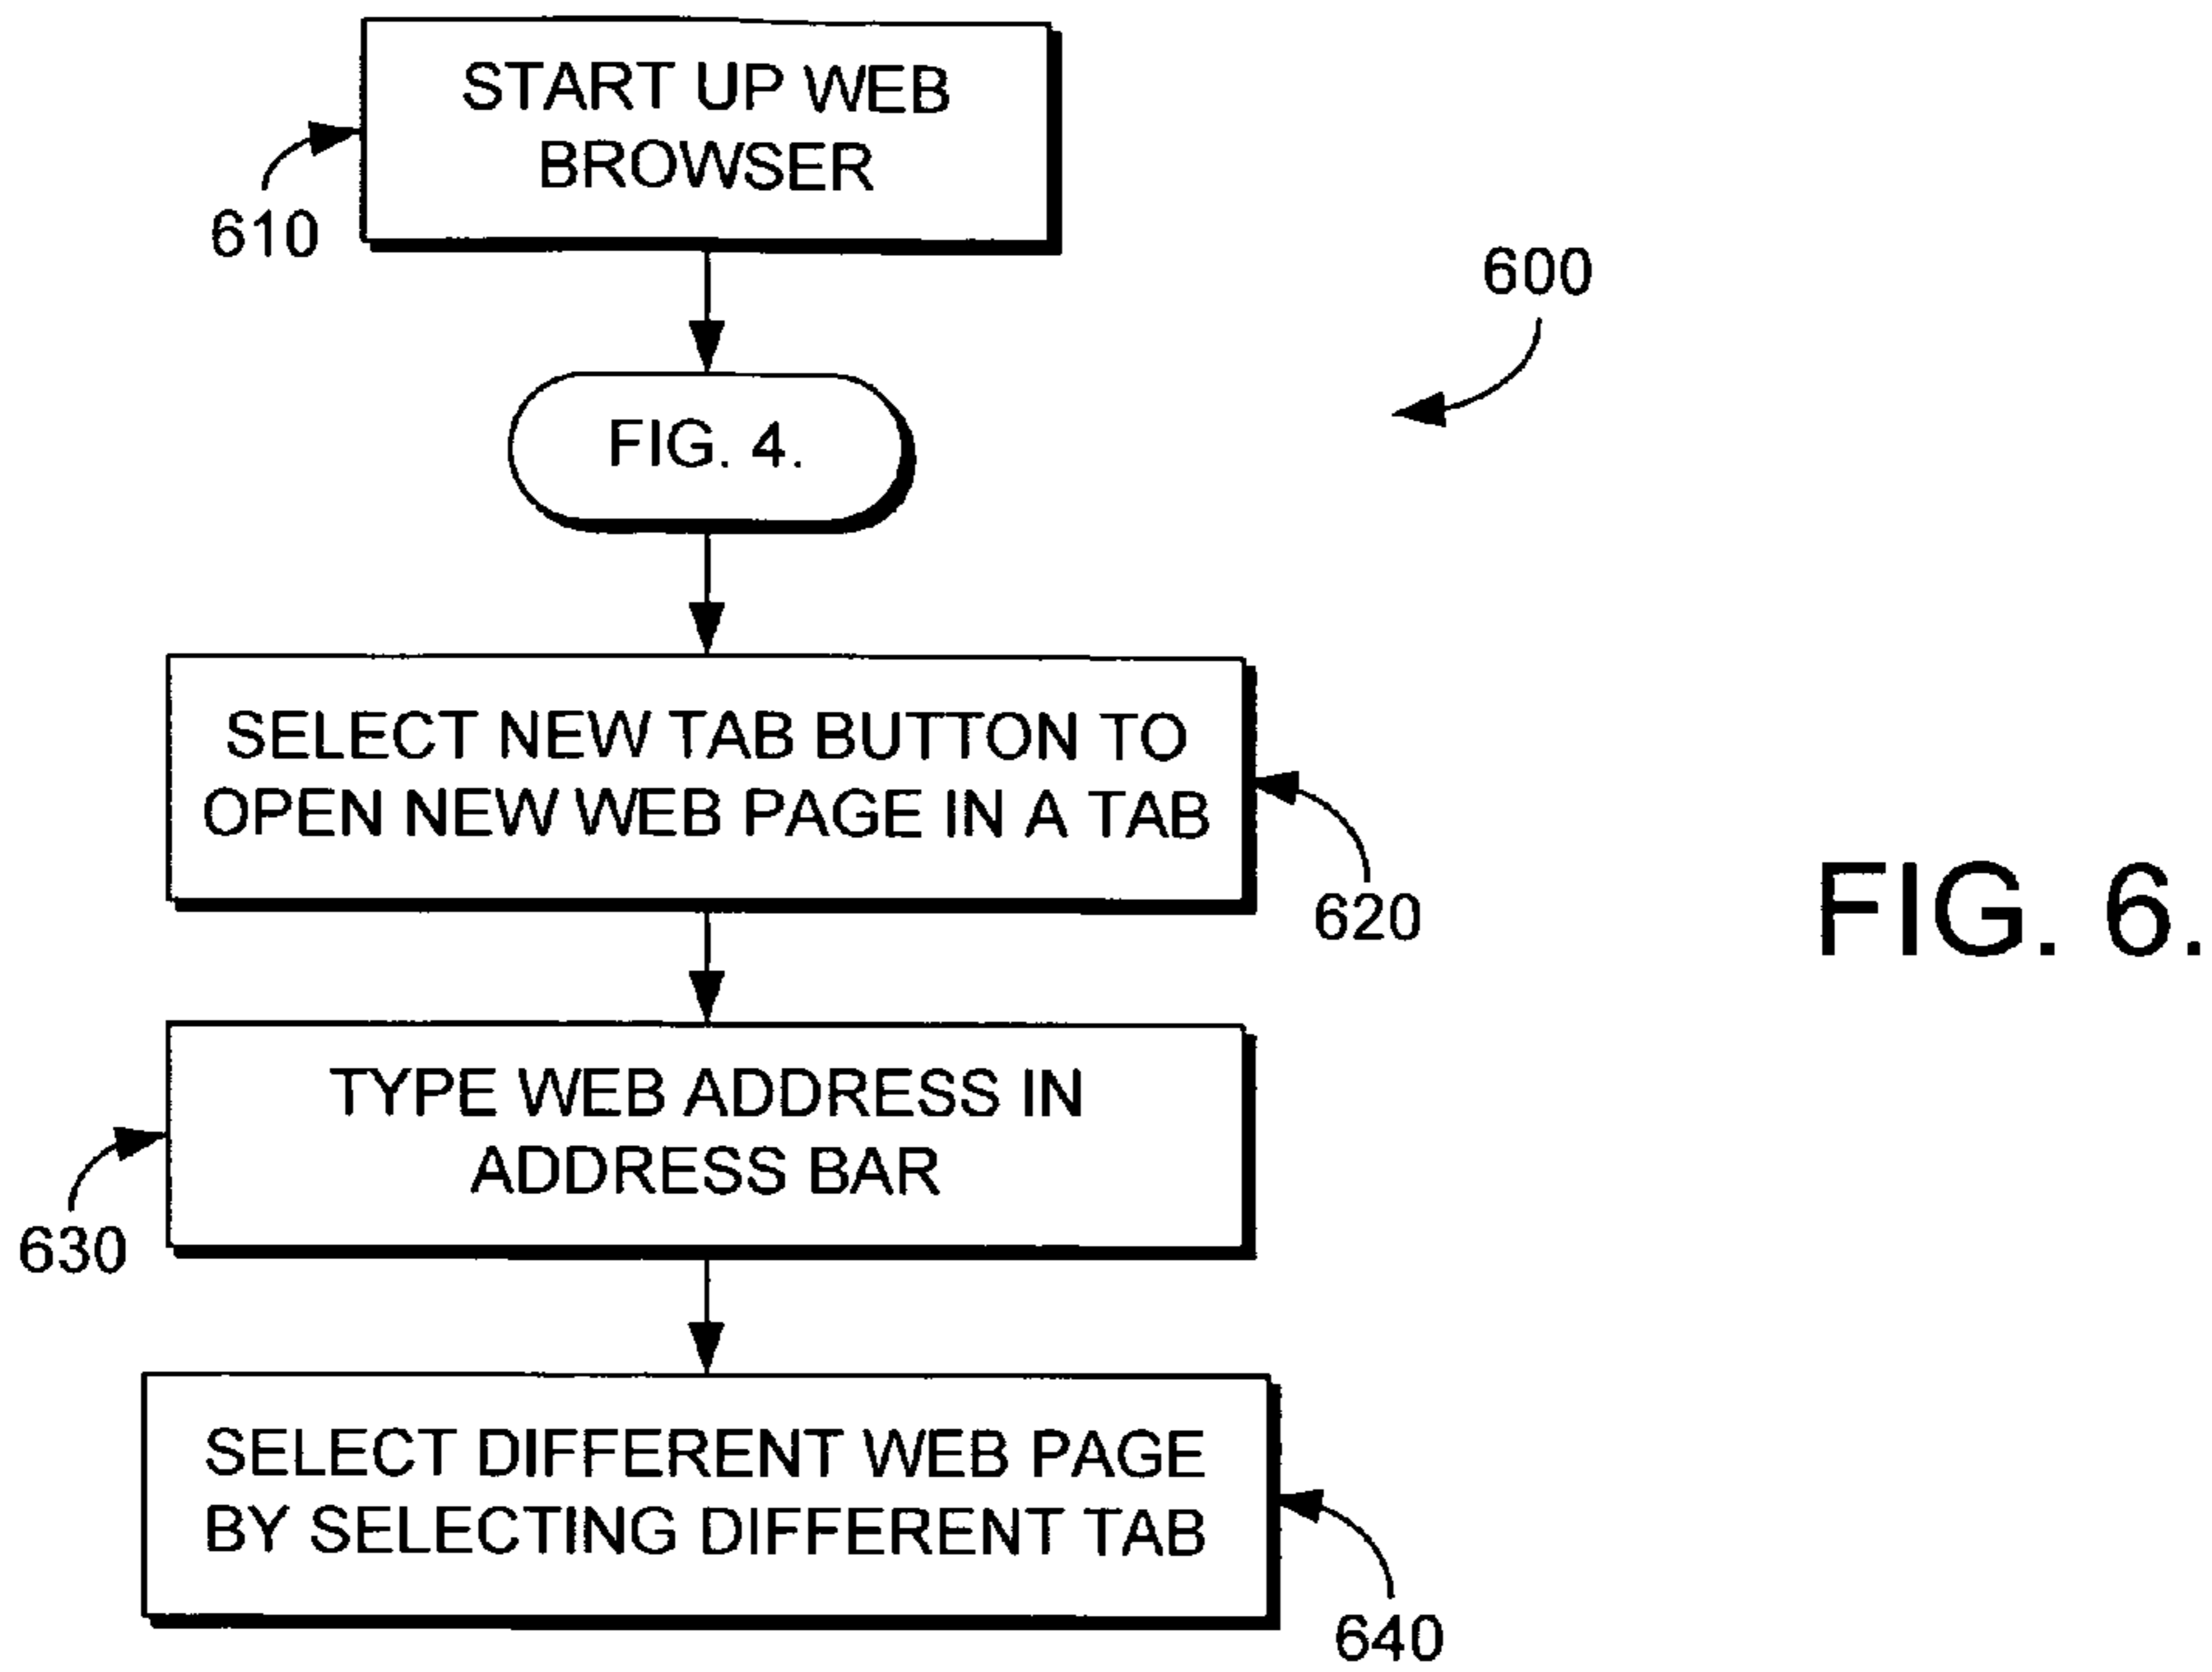 START UP WEB
BROWSER
610
600
FIG. 4.
SELECT NEW TAB BUTTON TO
OPEN NEW WEB PAGE IN A TAB
620
FIG. 6.
TYPE WEB ADDRESS IN
ADDRESS BAR
630
SELECT DIFFERENT WEB PAGE
BY SELECTING DIFFERENT TAB
640